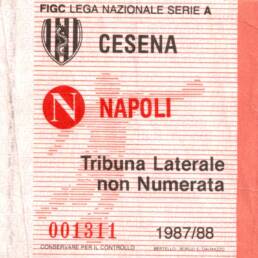 FIGC LEGA NAZIONALE SERIE A
CESENA
N NAPOLI
Tribuna Laterale
non Numerata
001311 1987/88
CONSERVARE PER IL CONTROLLO